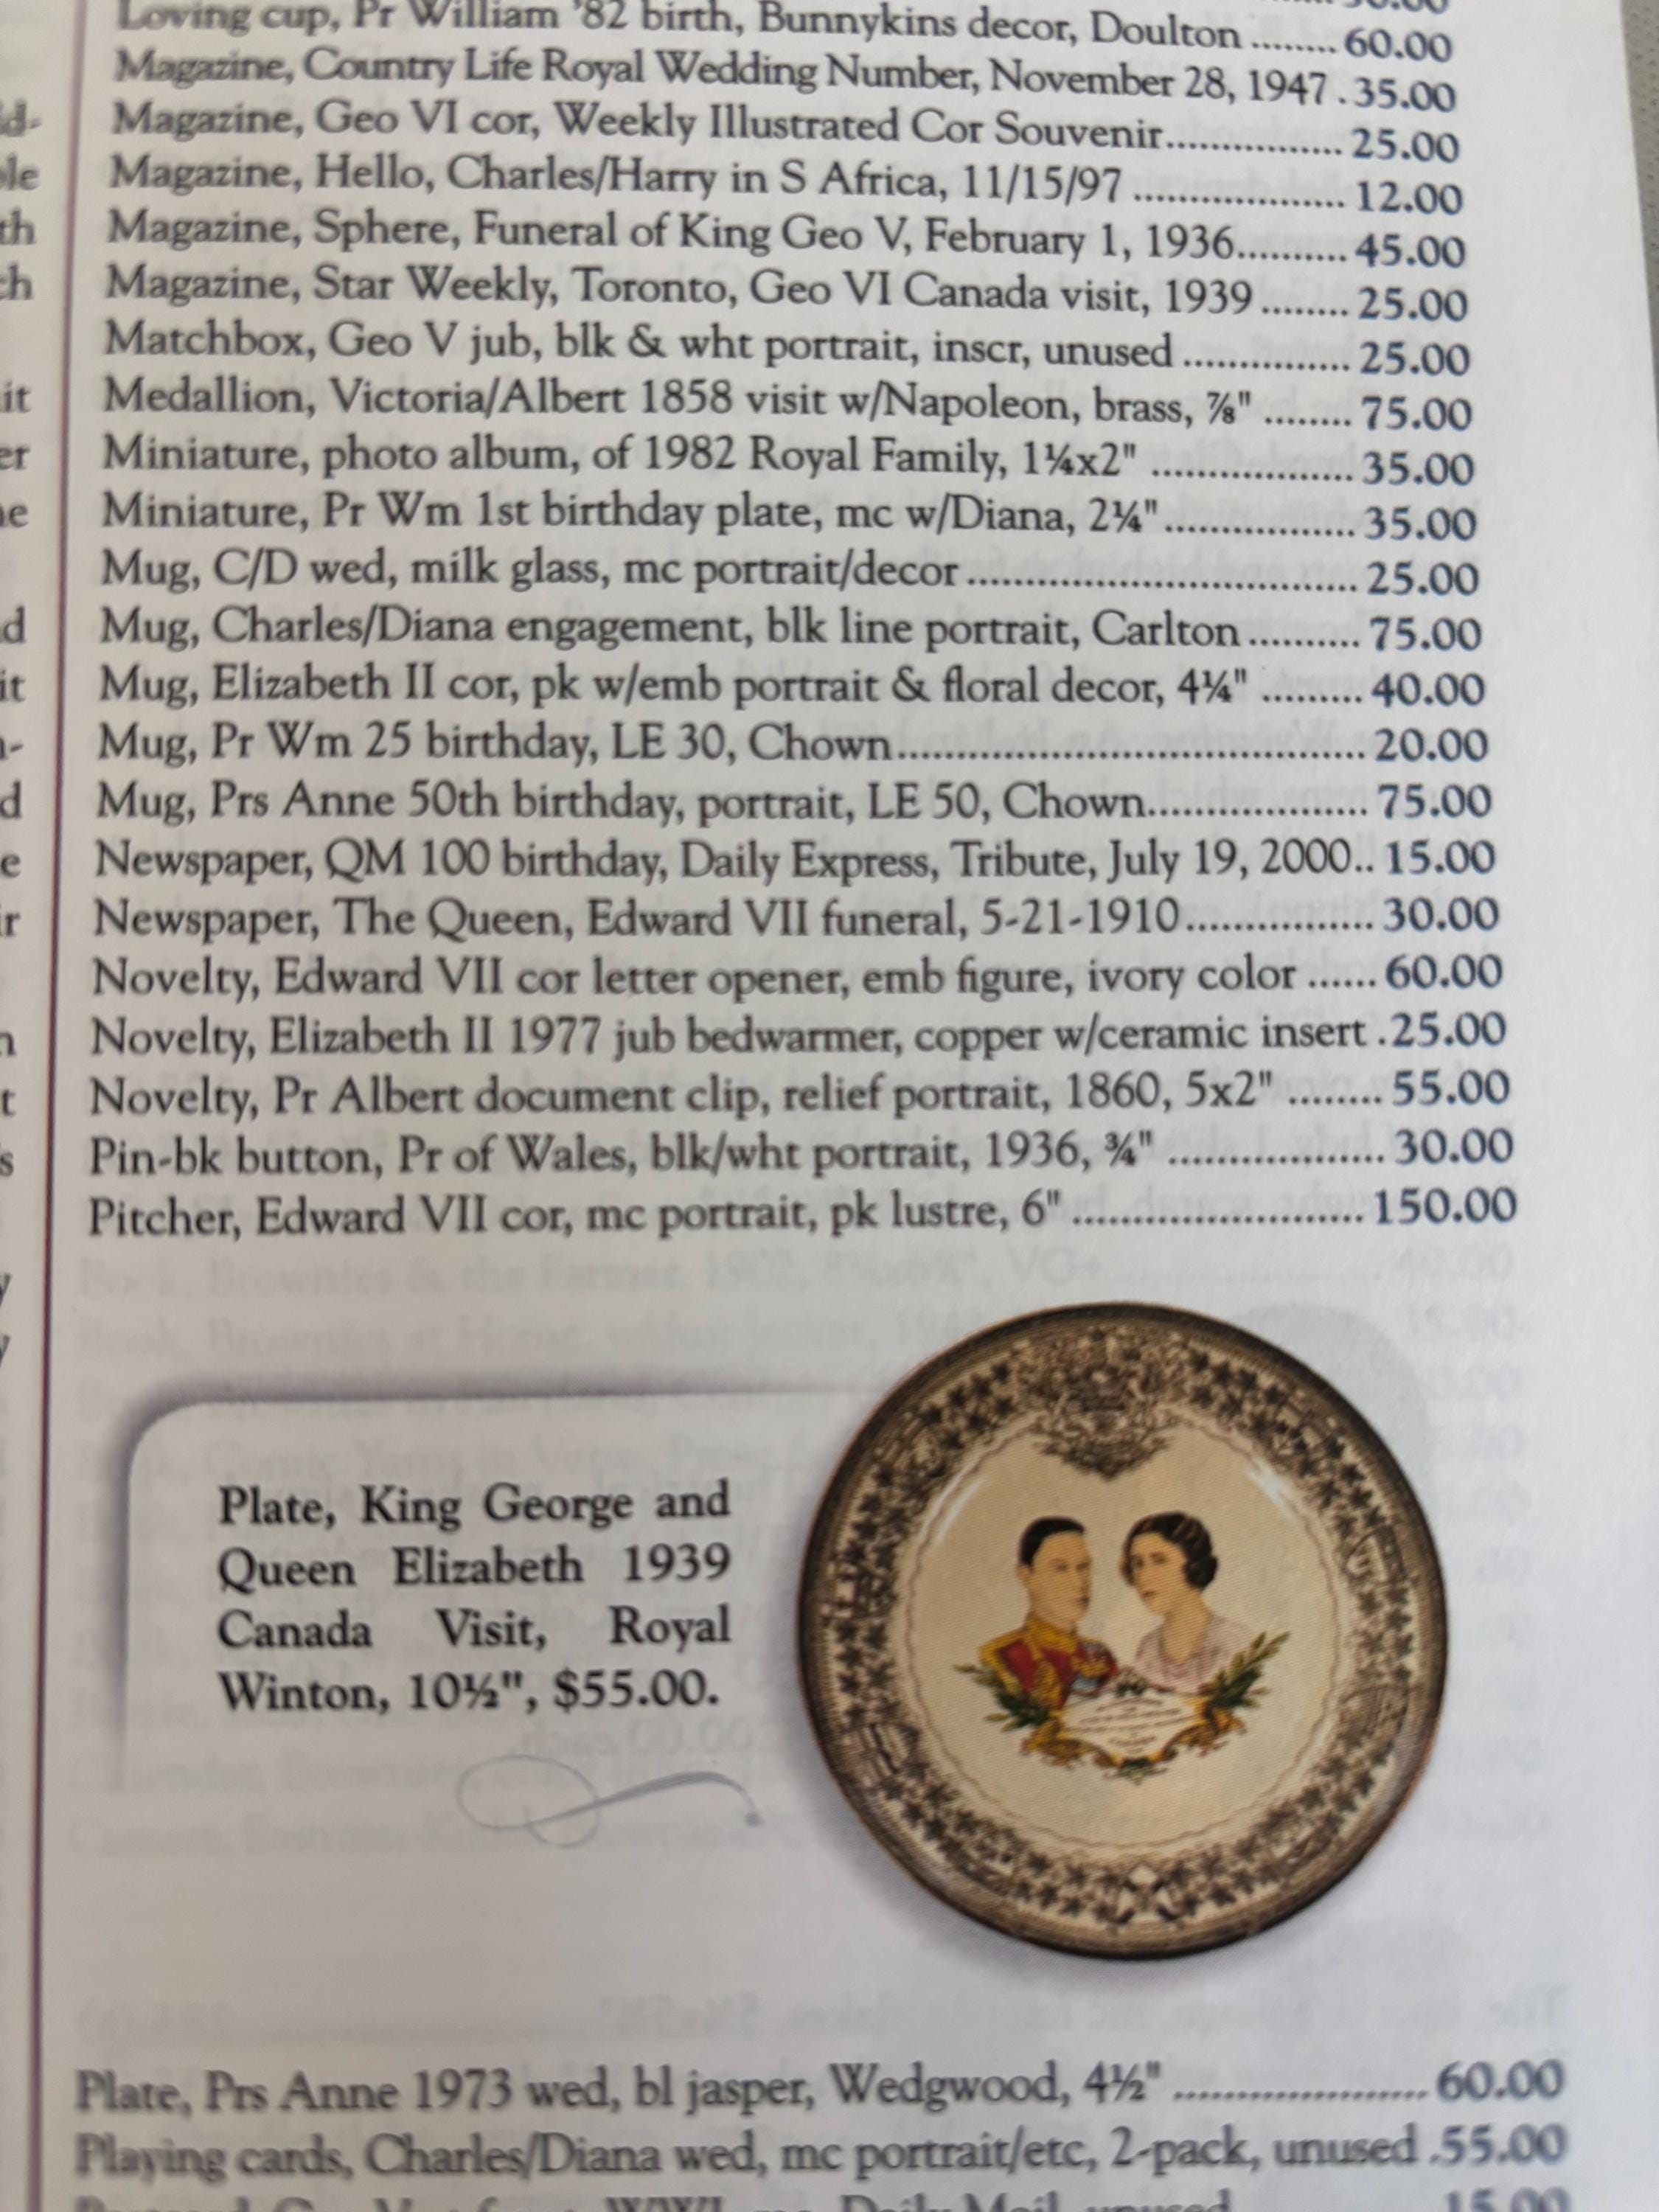 Loving cup, Pr William '82 birth, Bunnykins decor, Doulton ........ 60.00
Magazine, Country Life Royal Wedding Number, November 28, 1947 . 35.00
Magazine, Geo VI cor, Weekly Illustrated Cor Souvenir................ 25.00
Magazine, Hello, Charles/Harry in S Africa, 11/15/97 .................... 12.00
Magazine, Sphere, Funeral of King Geo V, February 1, 1936.......... 45.00
Magazine, Star Weekly, Toronto, Geo VI Canada visit, 1939 ........ 25.00
Matchbox, Geo V jub, blk & wht portrait, inscr, unused ............... 25.00
Medallion, Victoria/Albert 1858 visit w/Napoleon, brass, ⅞" ........ 75.00
Miniature, photo album, of 1982 Royal Family, 1¼x2" .................. 35.00
Miniature, Pr Wm 1st birthday plate, mc w/Diana, 2¼"................. 35.00
Mug, C/D wed, milk glass, mc portrait/decor................................... 25.00
Mug, Charles/Diana engagement, blk line portrait, Carlton .......... 75.00
Mug, Elizabeth II cor, pk w/emb portrait & floral decor, 4¼" ......... 40.00
Mug, Pr Wm 25 birthday, LE 30, Chown.......................................... 20.00
Mug, Prs Anne 50th birthday, portrait, LE 50, Chown.................... 75.00
Newspaper, QM 100 birthday, Daily Express, Tribute, July 19, 2000.. 15.00
Newspaper, The Queen, Edward VII funeral, 5-21-1910................. 30.00
Novelty, Edward VII cor letter opener, emb figure, ivory color ...... 60.00
Novelty, Elizabeth II 1977 jub bedwarmer, copper w/ceramic insert .25.00
Novelty, Pr Albert document clip, relief portrait, 1860, 5x2" ........ 55.00
Pin-bk button, Pr of Wales, blk/wht portrait, 1936, ¾" ................... 30.00
Pitcher, Edward VII cor, mc portrait, pk lustre, 6" .......................... 150.00
Plate, King George and
Queen Elizabeth 1939
Canada Visit, Royal
Winton, 10½", $55.00.
Plate, Prs Anne 1973 wed, bl jasper, Wedgwood, 4½" ...................... 60.00
Playing cards, Charles/Diana wed, mc portrait/etc, 2-pack, unused .55.00